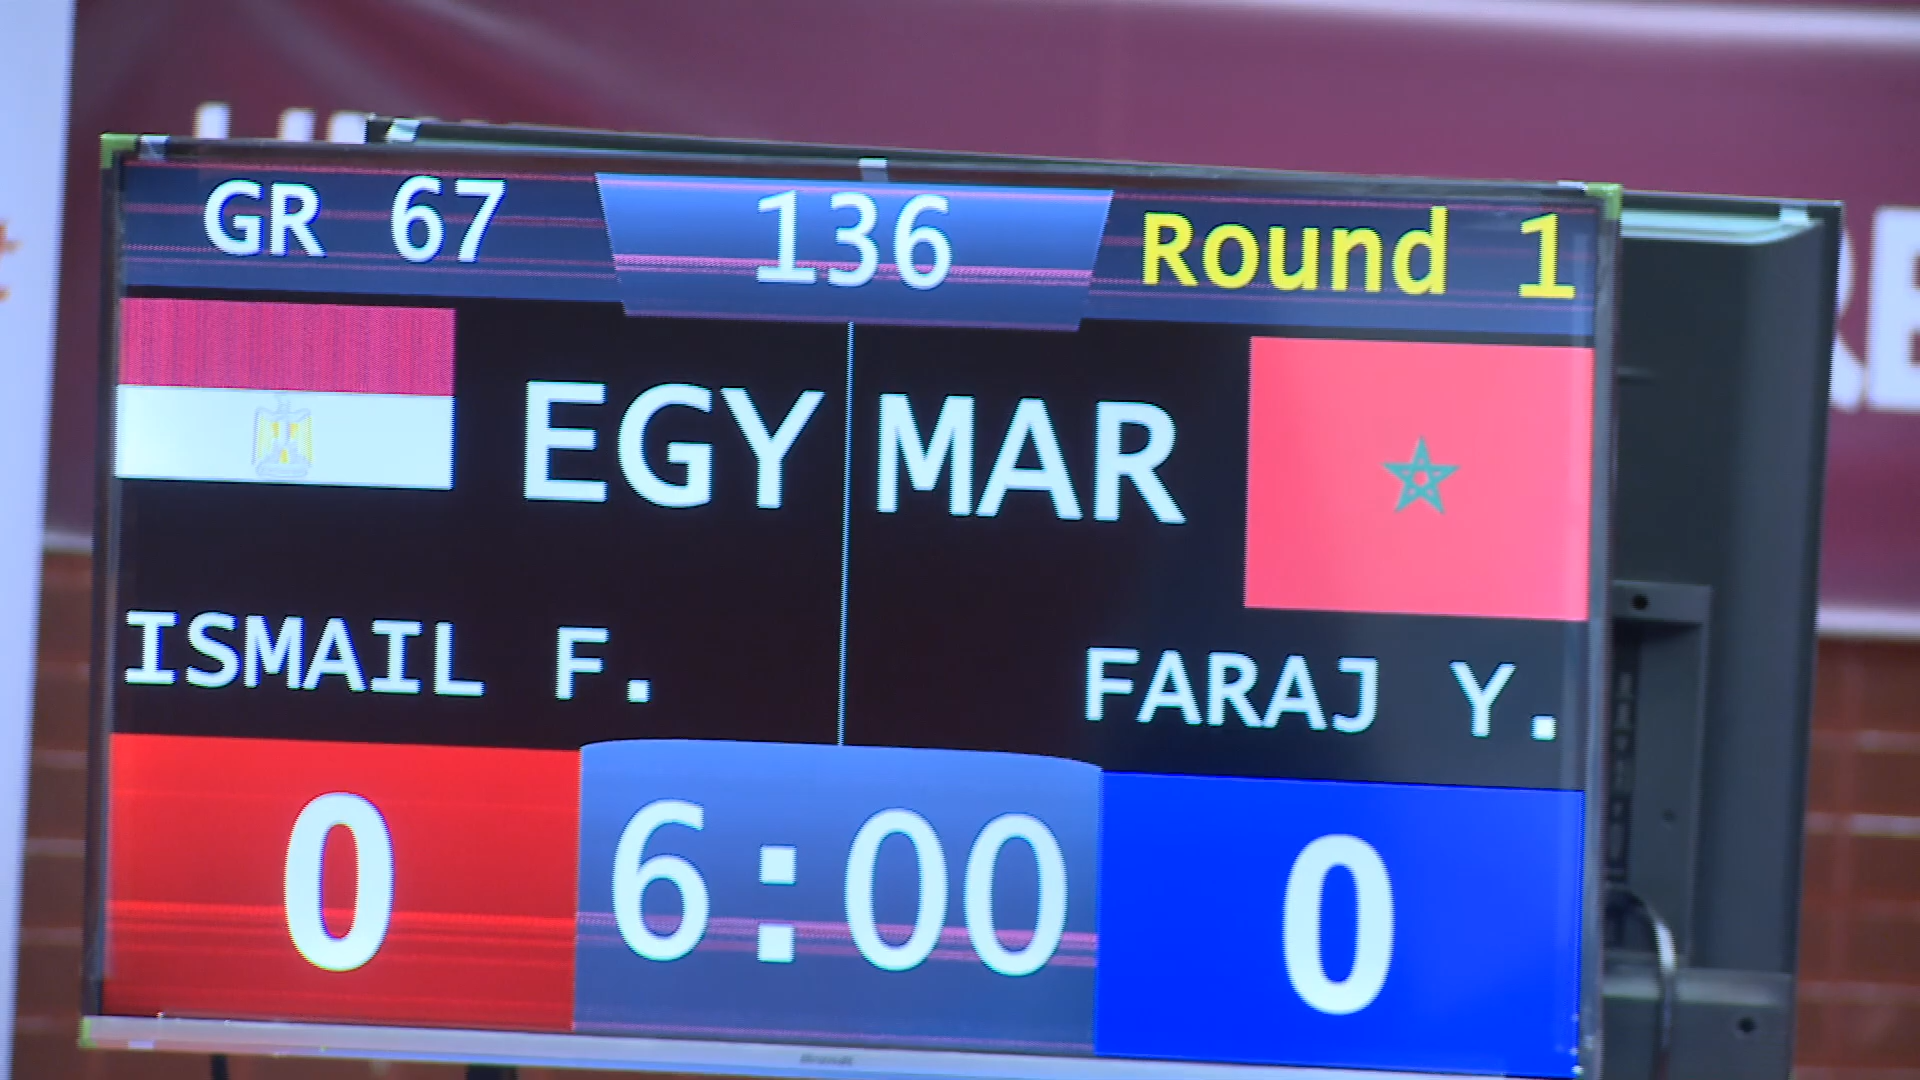 GR 67 136 Round 1
EGY MAR
ISMAIL F. FARAJ Y.
0 6:00 0